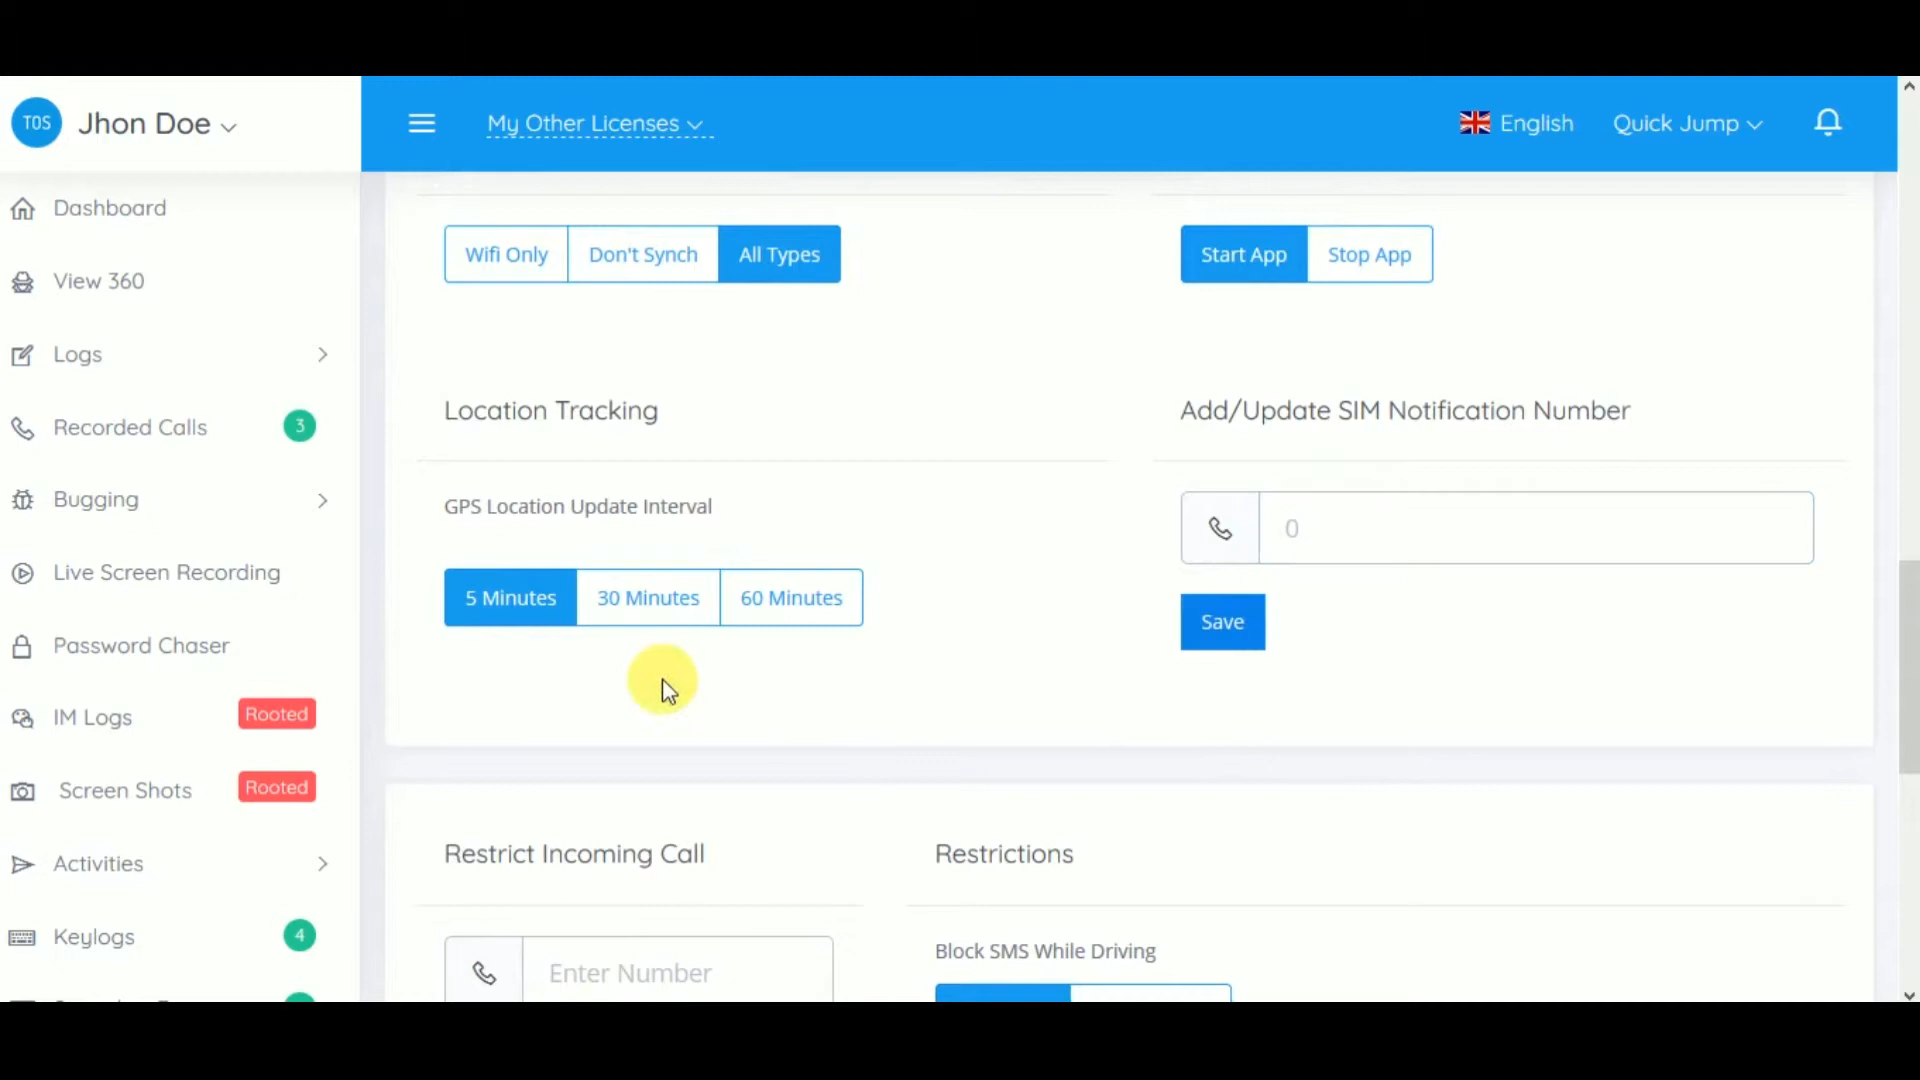 TOS
Jhon Doe
My Other Licenses
English
Quick Jump
Dashboard
View 360
Logs
Recorded Calls 3
Bugging
Live Screen Recording
Password Chaser
IM Logs Rooted
Screen Shots Rooted
Activities
Keylogs 4
Wifi Only Don't Synch All Types
Start App Stop App
Location Tracking
GPS Location Update Interval
5 Minutes 30 Minutes 60 Minutes
Add/Update SIM Notification Number
0
Save
Restrict Incoming Call
Enter Number
Restrictions
Block SMS While Driving